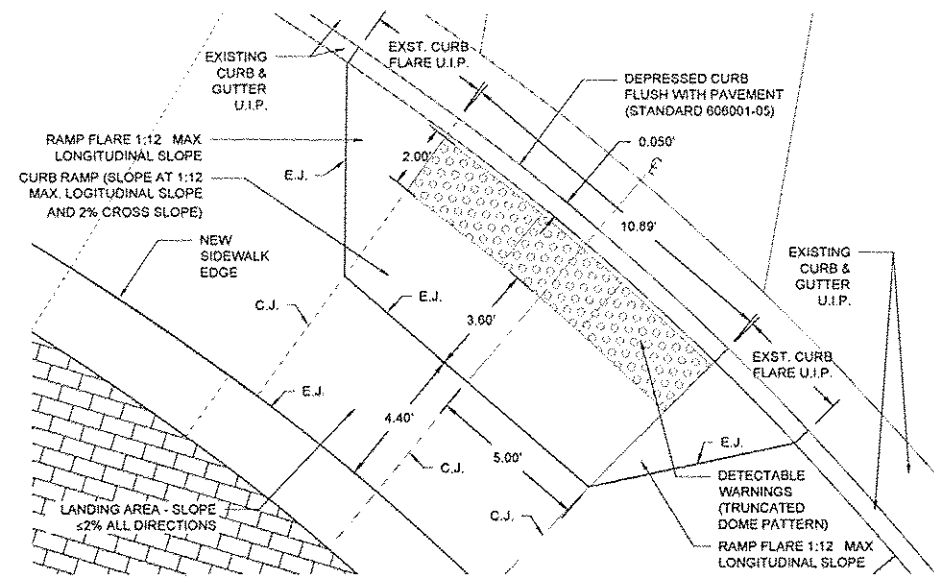 EXISTING
CURB &
GUTTER
U.I.P.
EXST. CURB
FLARE U.I.P.
DEPRESSED CURB
FLUSH WITH PAVEMENT
(STANDARD 606001-05)
RAMP FLARE 1:12 MAX
LONGITUDINAL SLOPE
CURB RAMP (SLOPE AT 1:12
MAX. LOGITUDINAL SLOPE
AND 2% CROSS SLOPE)
2.00'
0.050'
E.J.
10.89'
NEW
SIDEWALK
EDGE
EXISTING
CURB &
GUTTER
U.I.P.
C.J.
E.J.
3.60'
EXST. CURB
FLARE U.I.P.
E.J.
4.40'
E.J.
C.J.
5.00'
LANDING AREA - SLOPE
≤2% ALL DIRECTIONS
C.J.
DETECTABLE
WARNINGS
(TRUNCATED
DOME PATTERN)
RAMP FLARE 1:12 MAX
LONGITUDINAL SLOPE